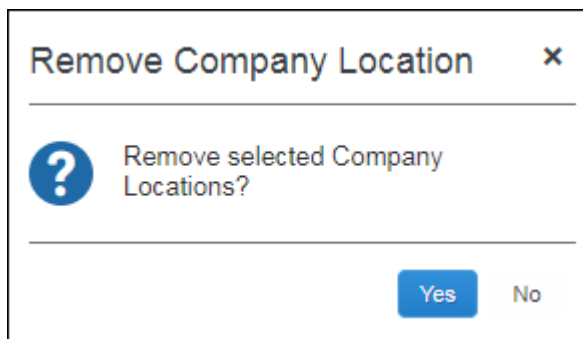 Remove Company Location ×
Remove selected Company
Locations?
Yes No